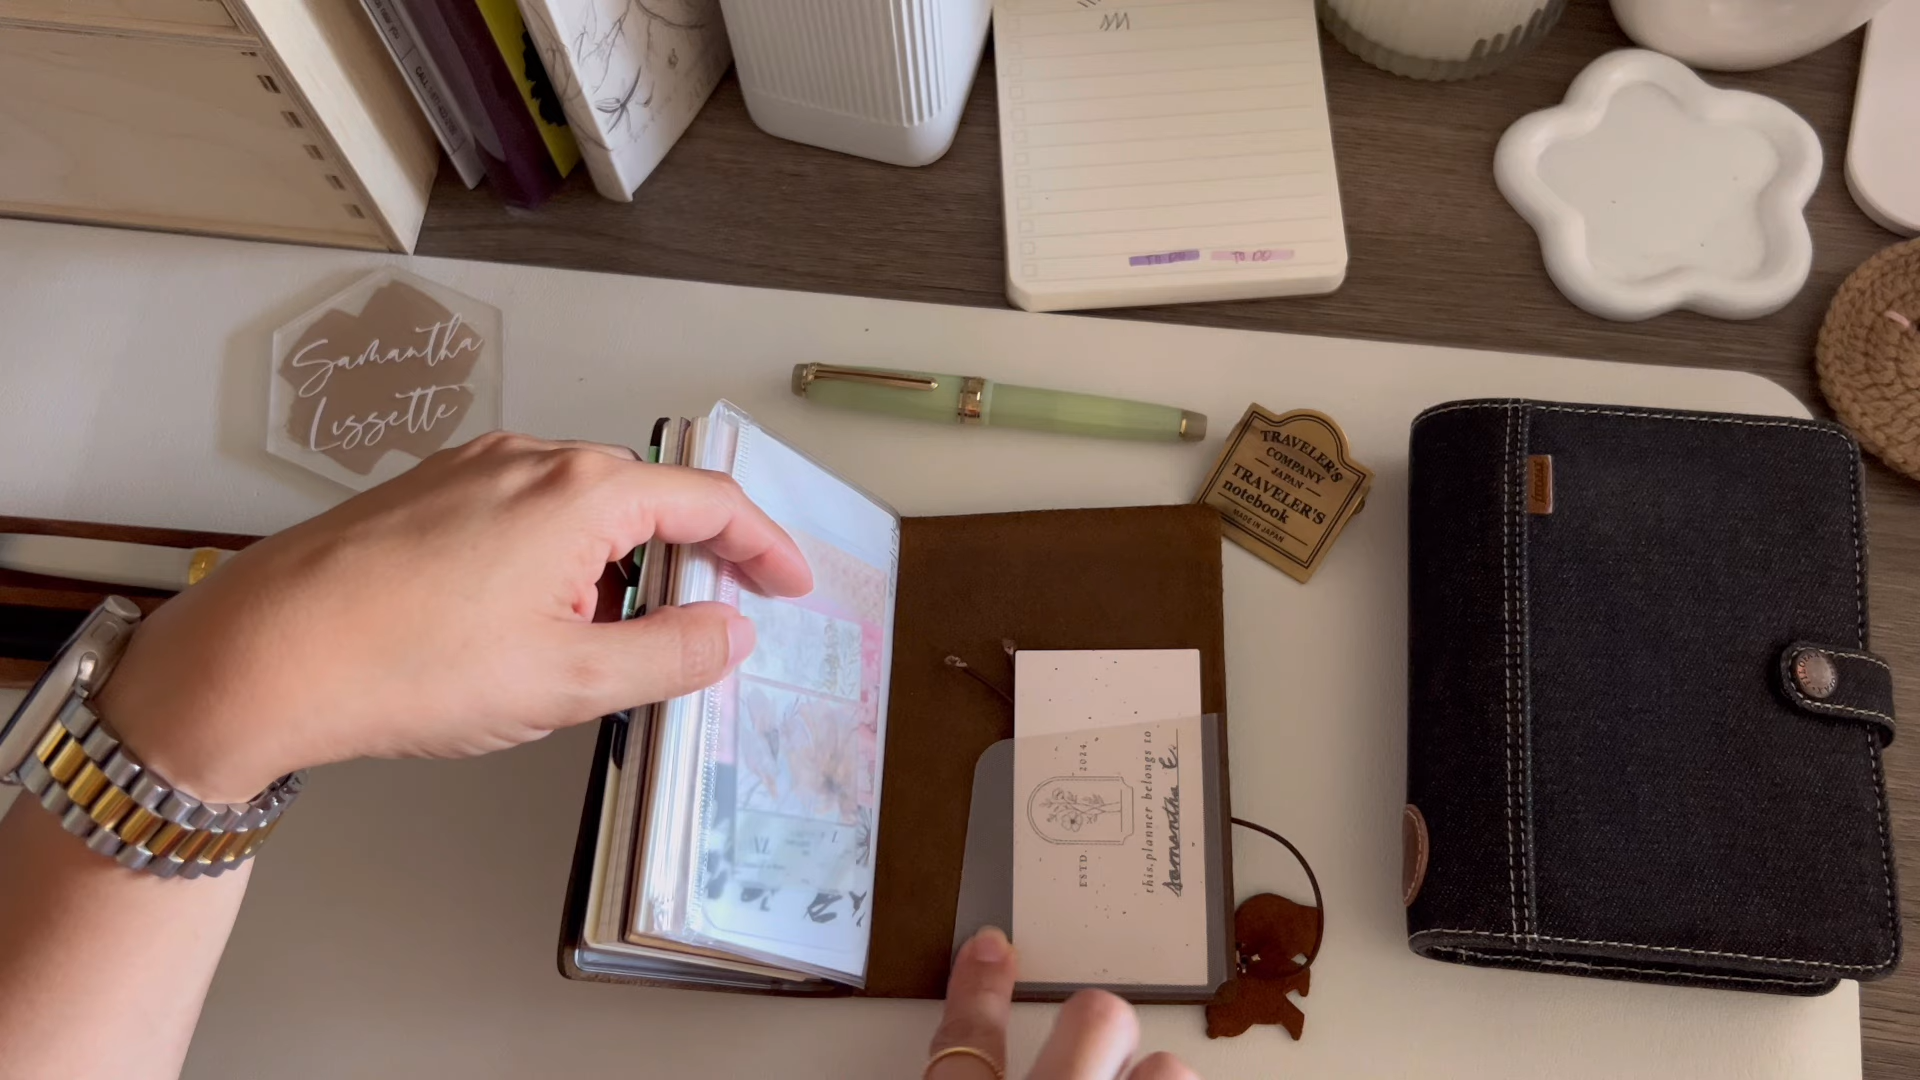 TO DO
TO DO
Samantha
Lissette
TRAVELER'S
COMPANY
JAPAN
TRAVELER'S
notebook
MADE IN JAPAN
ESTD.
2024.
this planner belongs to
Samantha E.